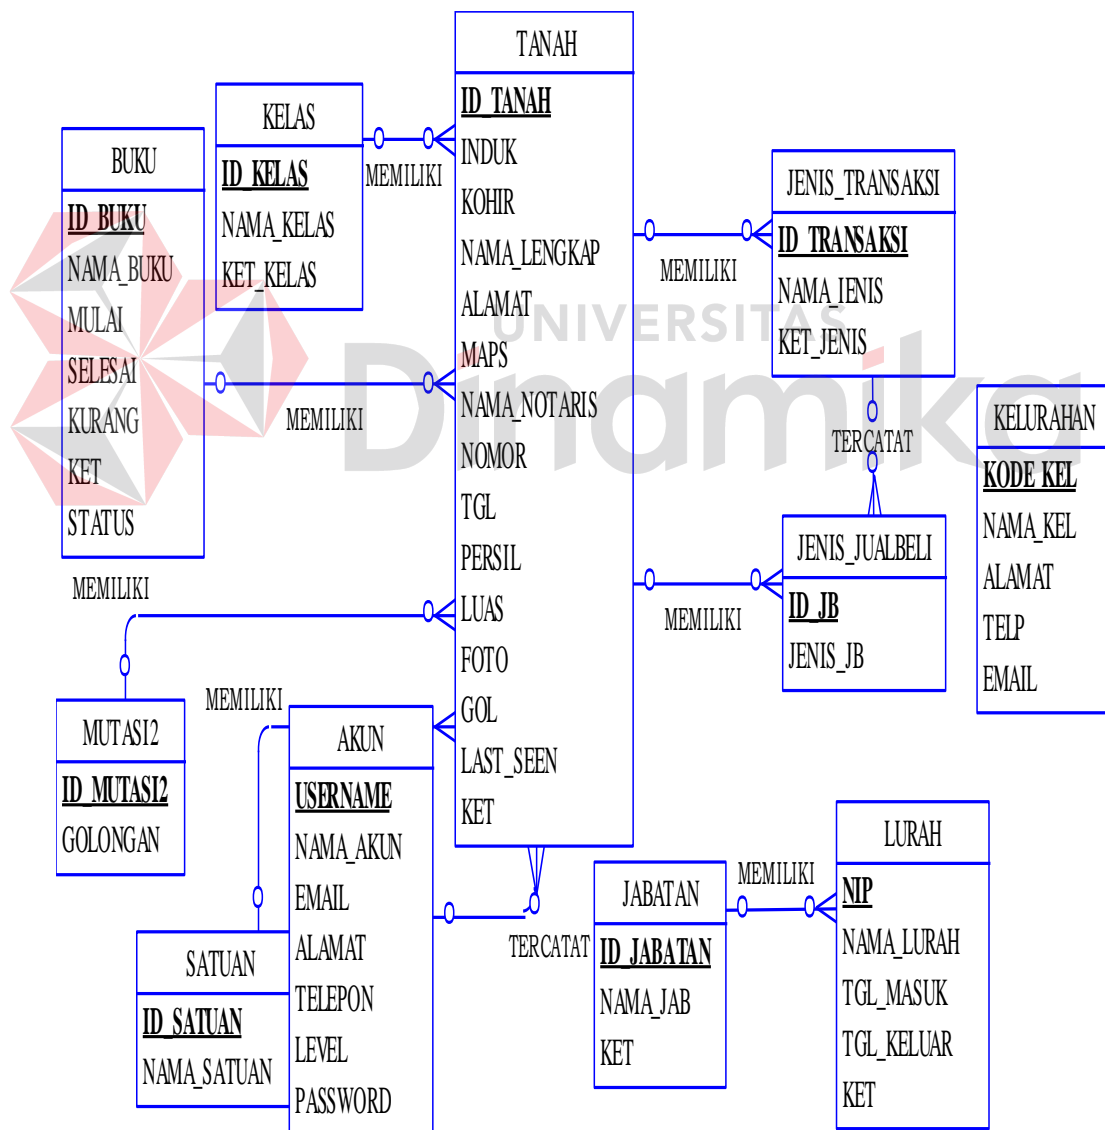 TANAH
ID_TANAH
INDUK
KOHIR
NAMA_LENGKAP
ALAMAT
MAPS
NAMA_NOTARIS
NOMOR
TGL
PERSIL
LUAS
FOTO
GOL
LAST_SEEN
KET
KELAS
ID_KELAS
NAMA_KELAS
KET_KELAS
MEMILIKI
BUKU
ID_BUKU
NAMA_BUKU
MULAI
SELESAI
KURANG
KET
STATUS
MEMILIKI
JENIS_TRANSAKSI
ID_TRANSAKSI
NAMA_JENIS
KET_JENIS
MEMILIKI
UNIVERSITAS
Dinamika
TERCATAT
KELURAHAN
KODE_KEL
NAMA_KEL
ALAMAT
TELP
EMAIL
JENIS_JUALBELI
ID_JB
JENIS_JB
MEMILIKI
MEMILIKI
MUTASI2
ID_MUTASI2
GOLONGAN
MEMILIKI
AKUN
USERNAME
NAMA_AKUN
EMAIL
ALAMAT
TELEPON
LEVEL
PASSWORD
SATUAN
ID_SATUAN
NAMA_SATUAN
TERCATAT
JABATAN
ID_JABATAN
NAMA_JAB
KET
MEMILIKI
LURAH
NIP
NAMA_LURAH
TGL_MASUK
TGL_KELUAR
KET